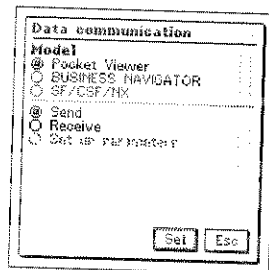 Data communication
Model
Pocket Viewer
BUSINESS NAVIGATOR
SF/CSF/NX
Send
Receive
Set up parameters
Set Esc